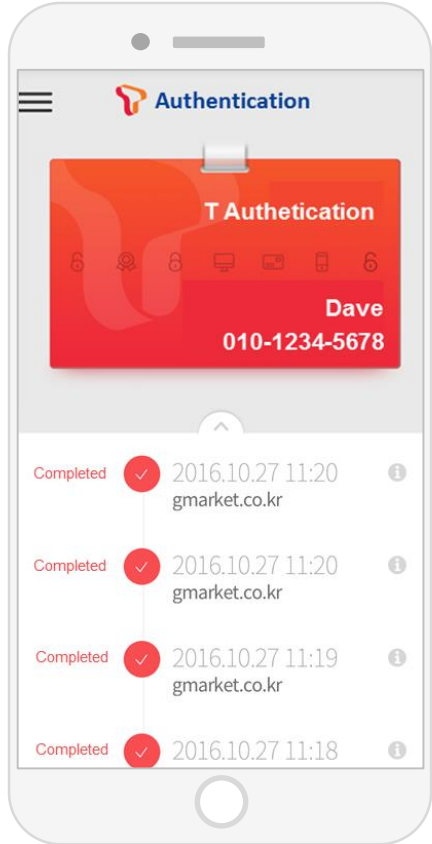 Authentication
T Authetication
Dave
010-1234-5678
Completed 2016.10.27 11:20
gmarket.co.kr
Completed 2016.10.27 11:20
gmarket.co.kr
Completed 2016.10.27 11:19
gmarket.co.kr
Completed 2016.10.27 11:18